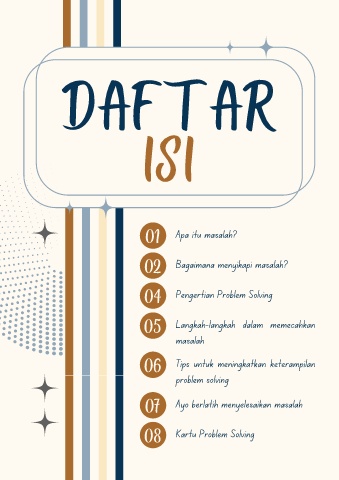 DAFTAR
ISI
01 Apa itu masalah?
02 Bagaimana menyikapi masalah?
04 Pengertian Problem Solving
05 Langkah-langkah dalam memecahkan
masalah
06 Tips untuk meningkatkan keterampilan
problem solving
07 Ayo berlatih menyelesaikan masalah
08 Kartu Problem Solving